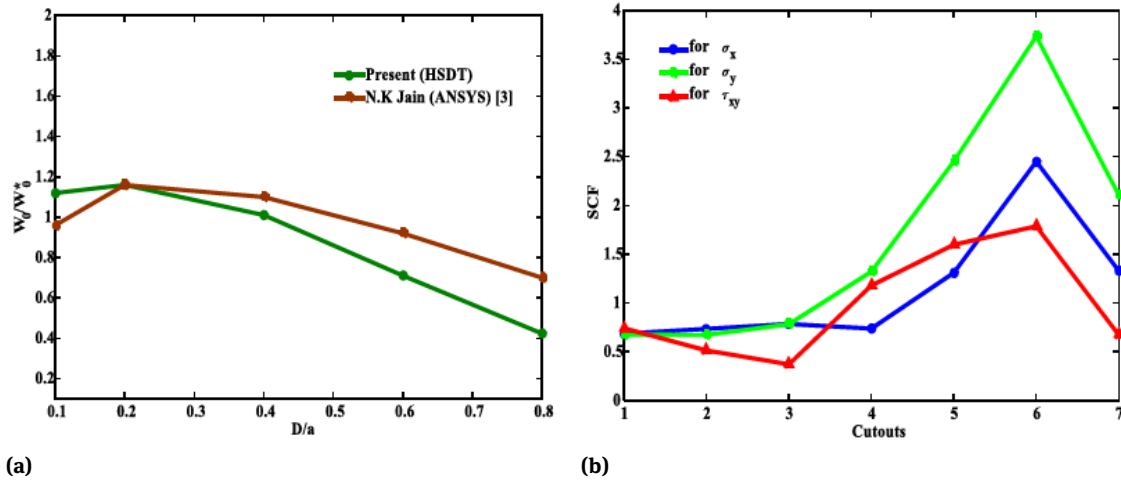 2
1.8
1.6
1.4
1.2
1
0.8
0.6
0.4
0.2
W₀/W*₀
Present (HSDT)
N.K Jain (ANSYS) [3]
0.1 0.2 0.3 0.4 0.5 0.6 0.7 0.8
D/a
(a)
4
3.5
3
2.5
2
1.5
1
0.5
0
SCF
for σx
for σy
for τxy
1 2 3 4 5 6 7
Cutouts
(b)